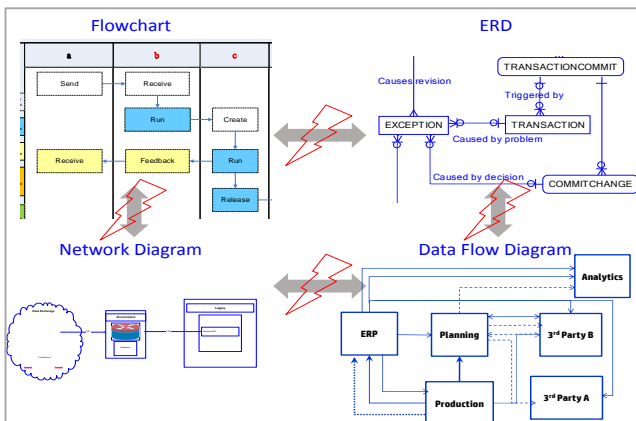 Flowchart
ERD
a
b
c
Send
Receive
Run
Create
Receive
Feedback
Run
Release
Causes revision
TRANSACTIONCOMMIT
Triggered by
EXCEPTION
TRANSACTION
Caused by problem
Caused by decision
COMMITCHANGE
Network Diagram
Data Flow Diagram
Data Exchange
Legacy
Analytics
ERP
Planning
3rd Party B
Production
3rd Party A